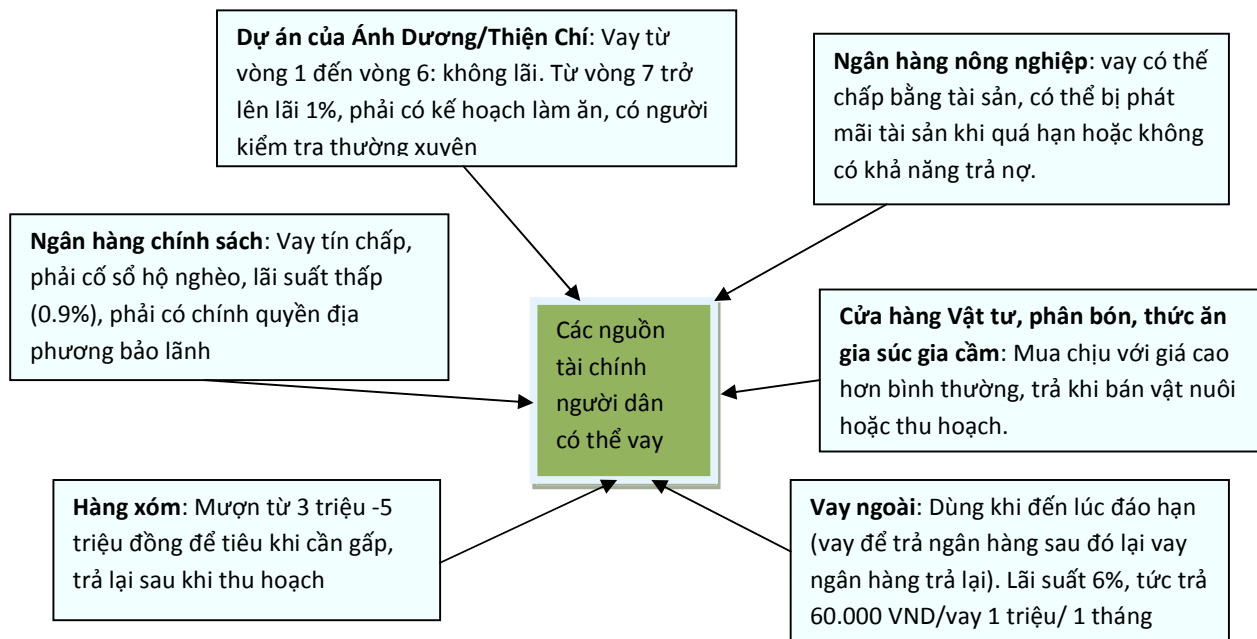 Dự án của Ánh Dương/Thiện Chí: Vay từ
vòng 1 đến vòng 6: không lãi. Từ vòng 7 trở
lên lãi 1%, phải có kế hoạch làm ăn, có người
kiểm tra thường xuyên
Ngân hàng nông nghiệp: vay có thế
chấp bằng tài sản, có thể bị phát
mãi tài sản khi quá hạn hoặc không
có khả năng trả nợ.
Ngân hàng chính sách: Vay tín chấp,
phải cố sổ hộ nghèo, lãi suất thấp
(0.9%), phải có chính quyền địa
phương bảo lãnh
Các nguồn
tài chính
người dân
có thể vay
Cửa hàng Vật tư, phân bón, thức ăn
gia súc gia cầm: Mua chịu với giá cao
hơn bình thường, trả khi bán vật nuôi
hoặc thu hoạch.
Hàng xóm: Mượn từ 3 triệu -5
triệu đồng để tiêu khi cần gấp,
trả lại sau khi thu hoạch
Vay ngoài: Dùng khi đến lúc đáo hạn
(vay để trả ngân hàng sau đó lại vay
ngân hàng trả lại). Lãi suất 6%, tức trả
60.000 VND/vay 1 triệu/ 1 tháng